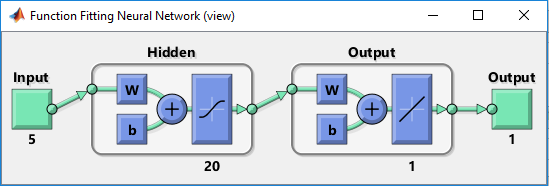 Function Fitting Neural Network (view)
Hidden
Output
Input
W
b
W
b
Output
5
20
1
1